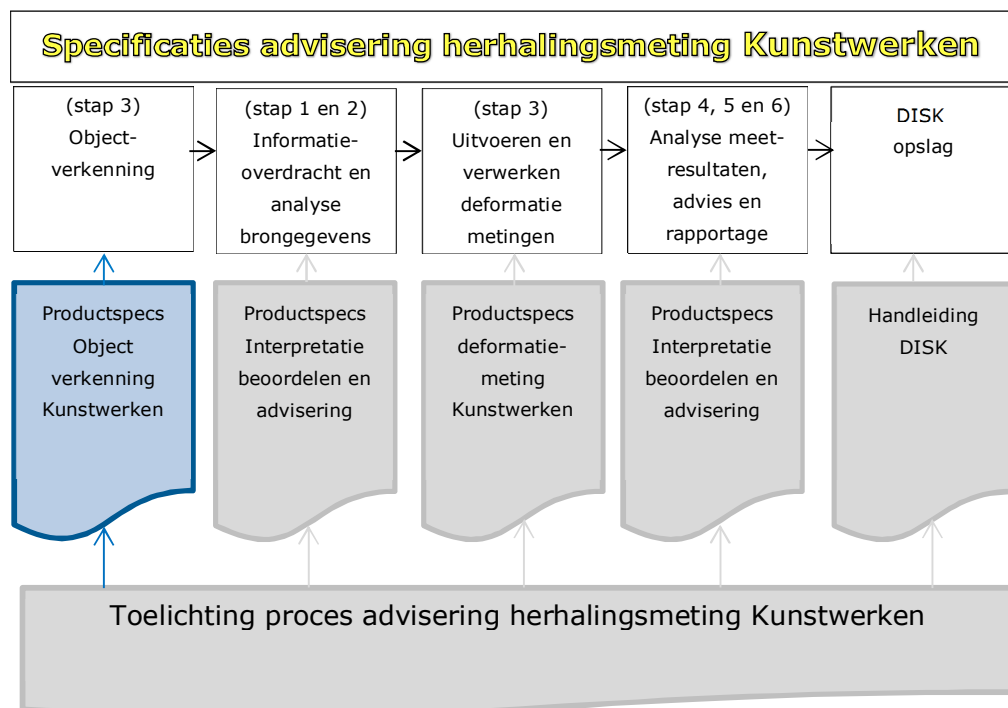 Specificaties advisering herhalingsmeting Kunstwerken
(stap 3)
Object-
verkenning
(stap 1 en 2)
Informatie-
overdracht en
analyse
brongegevens
(stap 3)
Uitvoeren en
verwerken
deformatie
metingen
(stap 4, 5 en 6)
Analyse meet-
resultaten,
advies en
rapportage
DISK
opslag
Productspecs
Object
verkenning
Kunstwerken
Productspecs
Interpretatie
beoordelen en
advisering
Productspecs
deformatie-
meting
Kunstwerken
Productspecs
Interpretatie
beoordelen en
advisering
Handleiding
DISK
Toelichting proces advisering herhalingsmeting Kunstwerken